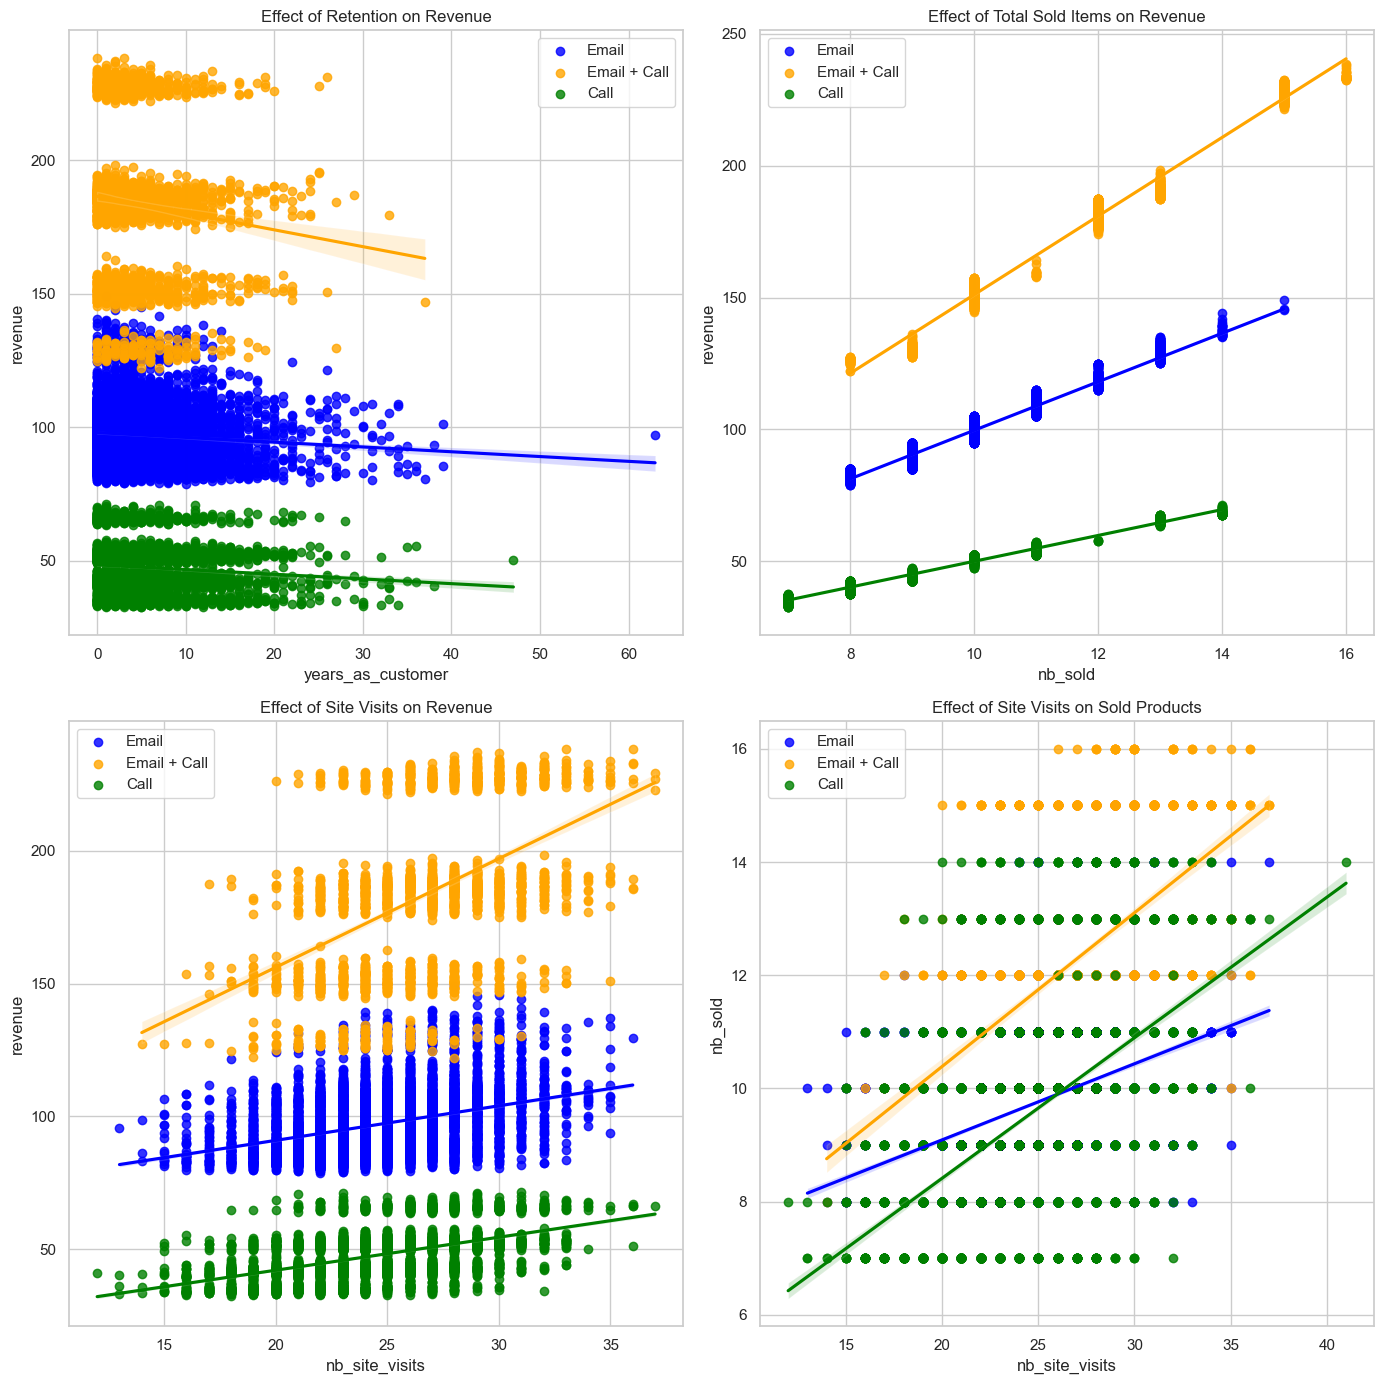 Effect of Retention on Revenue
Email
Email + Call
Call
200
150
100
50
revenue
0
10
20
30
40
50
60
years_as_customer
Effect of Total Sold Items on Revenue
Email
Email + Call
Call
250
200
150
100
50
revenue
8
10
12
14
16
nb_sold
Effect of Site Visits on Revenue
Email
Email + Call
Call
200
150
100
50
revenue
15
20
25
30
35
nb_site_visits
Effect of Site Visits on Sold Products
Email
Email + Call
Call
16
14
12
10
8
6
nb_sold
15
20
25
30
35
40
nb_site_visits